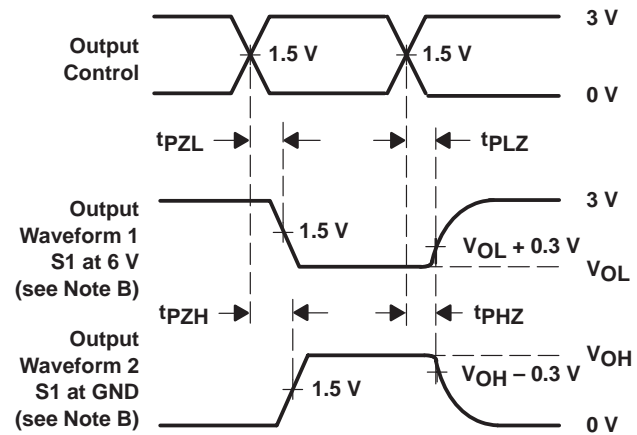 3 V
Output
Control
1.5 V
1.5 V
0 V
tPZL
tPLZ
3 V
Output
Waveform 1
S1 at 6 V
(see Note B)
1.5 V
VOL + 0.3 V
VOL
tPZH
tPHZ
Output
Waveform 2
S1 at GND
(see Note B)
VOH
VOH – 0.3 V
1.5 V
0 V